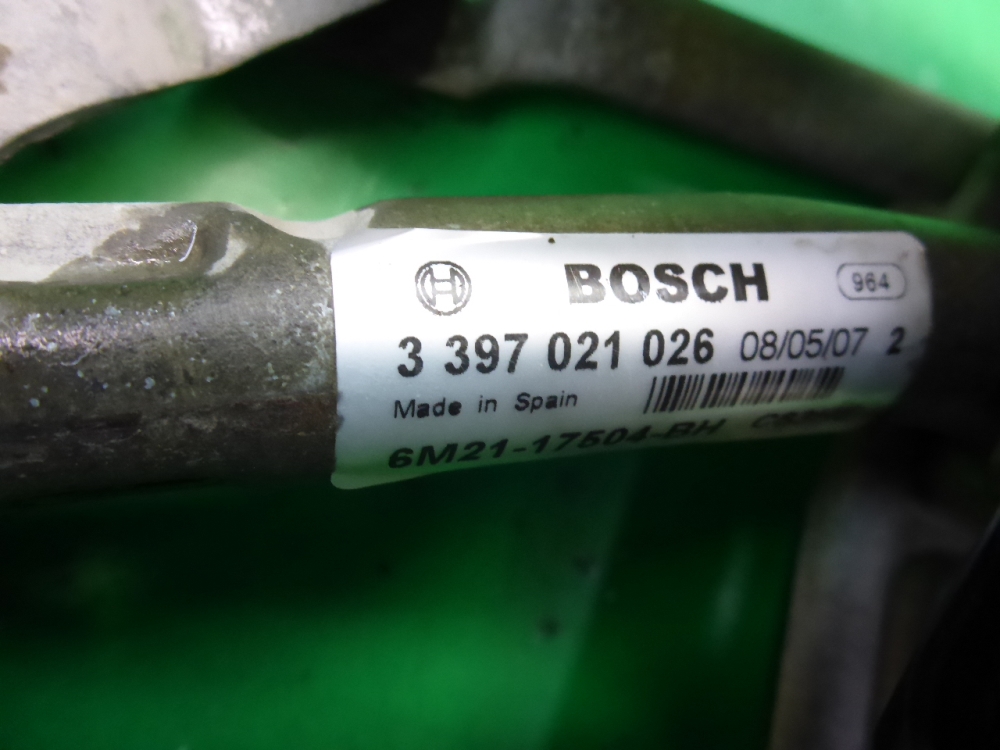 BOSCH 964
3 397 021 026 08/05/07 2
Made in Spain
6M21-17504-BH